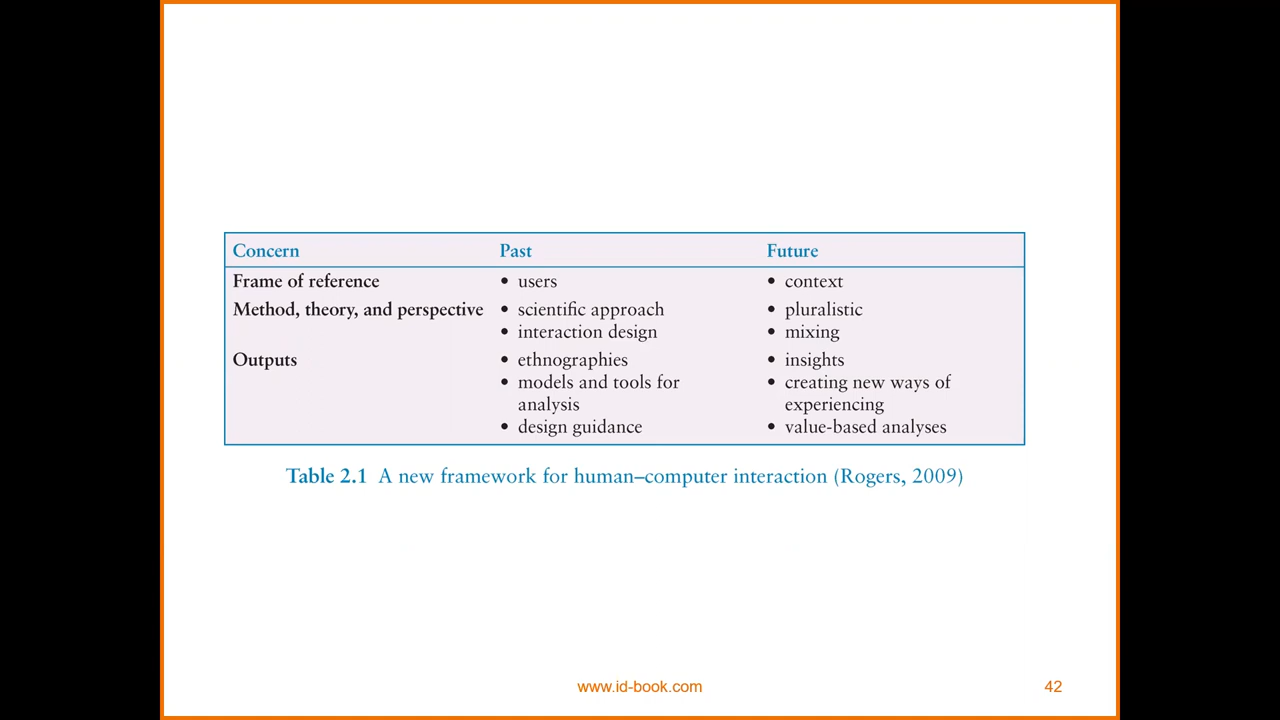 Concern Past Future
Frame of reference • users • context
Method, theory, and perspective • scientific approach • pluralistic
• interaction design • mixing
Outputs • ethnographies • insights
• models and tools for • creating new ways of
analysis experiencing
• design guidance • value-based analyses
Table 2.1 A new framework for human–computer interaction (Rogers, 2009)
www.id-book.com 42